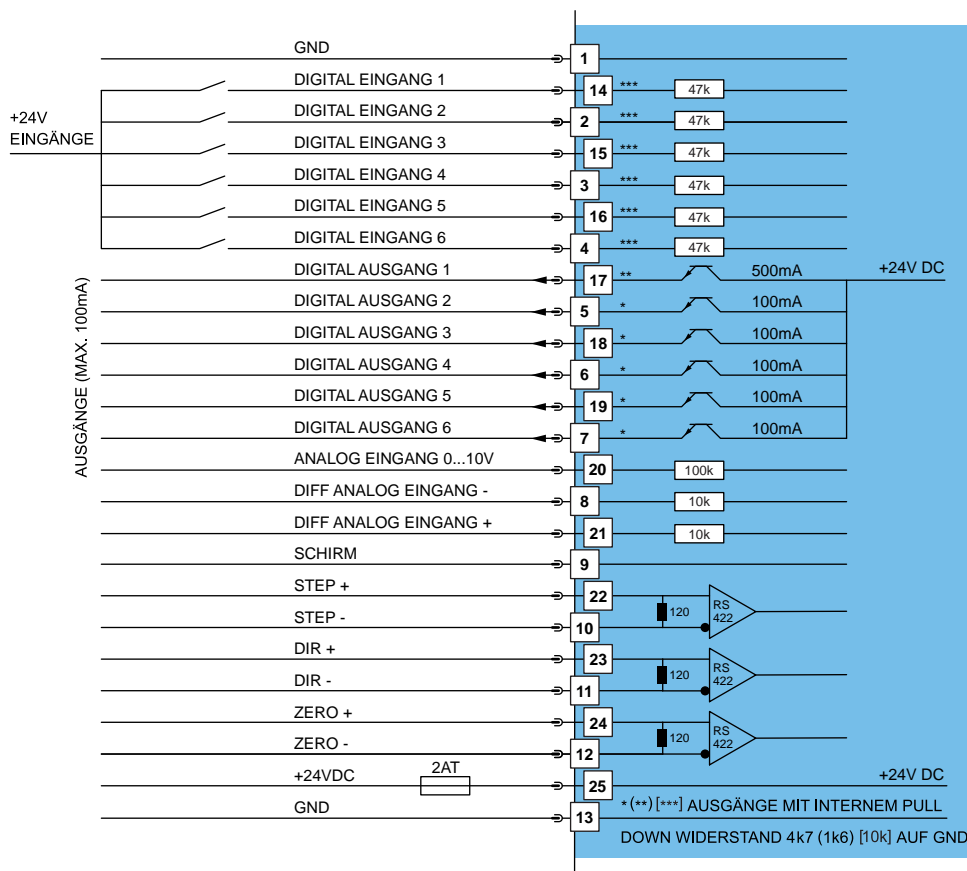 GND 1
DIGITAL EINGANG 1 14 *** 47k
DIGITAL EINGANG 2 2 *** 47k
+24V
EINGÄNGE
DIGITAL EINGANG 3 15 *** 47k
DIGITAL EINGANG 4 3 *** 47k
DIGITAL EINGANG 5 16 *** 47k
DIGITAL EINGANG 6 4 *** 47k
AUSGÄNGE (MAX. 100mA)
DIGITAL AUSGANG 1 17 ** 500mA +24V DC
DIGITAL AUSGANG 2 5 * 100mA
DIGITAL AUSGANG 3 18 * 100mA
DIGITAL AUSGANG 4 6 * 100mA
DIGITAL AUSGANG 5 19 * 100mA
DIGITAL AUSGANG 6 7 * 100mA
ANALOG EINGANG 0...10V 20 100k
DIFF ANALOG EINGANG - 8 10k
DIFF ANALOG EINGANG + 21 10k
SCHIRM 9
STEP + 22
120 RS
422
STEP - 10
DIR + 23
120 RS
422
DIR - 11
ZERO + 24
120 RS
422
ZERO - 12
+24VDC 2AT 25 +24V DC
GND 13
* (**) [***] AUSGÄNGE MIT INTERNEM PULL
DOWN WIDERSTAND 4k7 (1k6) [10k] AUF GND